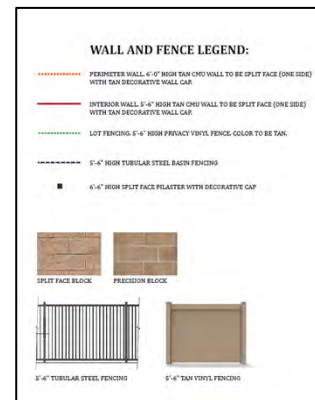 WALL AND FENCE LEGEND:
PERIMETER WALL. 6'-0" HIGH TAN CMU WALL TO BE SPLIT FACE (ONE SIDE)
WITH TAN DECORATIVE WALL CAP.
INTERIOR WALL. 5'-6" HIGH TAN CMU WALL TO BE SPLIT FACE (ONE SIDE)
WITH TAN DECORATIVE WALL CAP.
LOT FENCING. 5'-6" HIGH PRIVACY VINYL FENCE. COLOR TO BE TAN.
5'-6" HIGH TUBULAR STEEL BASIN FENCING
6'-6" HIGH SPLIT FACE PILASTER WITH DECORATIVE CAP
SPLIT FACE BLOCK
PRECISION BLOCK
5'-6" TUBULAR STEEL FENCING
5'-6" TAN VINYL FENCING